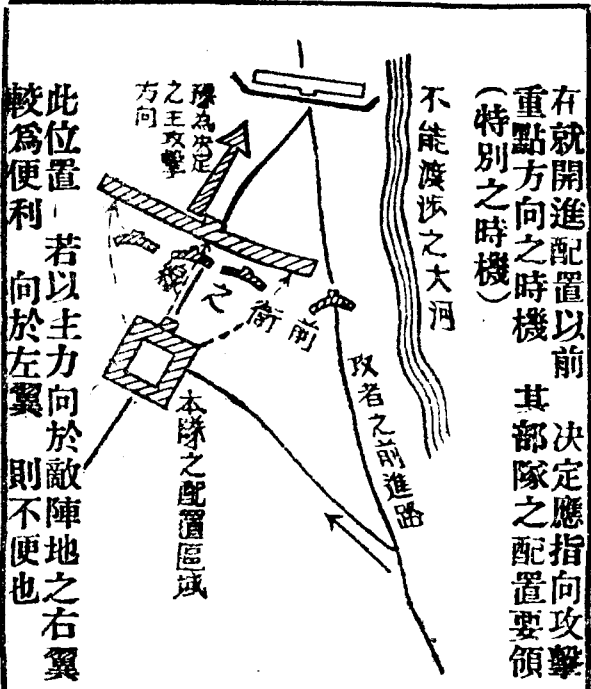 在就開進配置以前　決定應指向攻擊
重點方向之時機　其部隊之配置要領
(特別之時機)
不能渡涉之大河
攻者之前進路
前衛之
豫為決定
之主攻擊
方向
本隊之配置區域
此位置　若以主力向於敵陣地之右翼
較為便利　向於左翼　則不便也